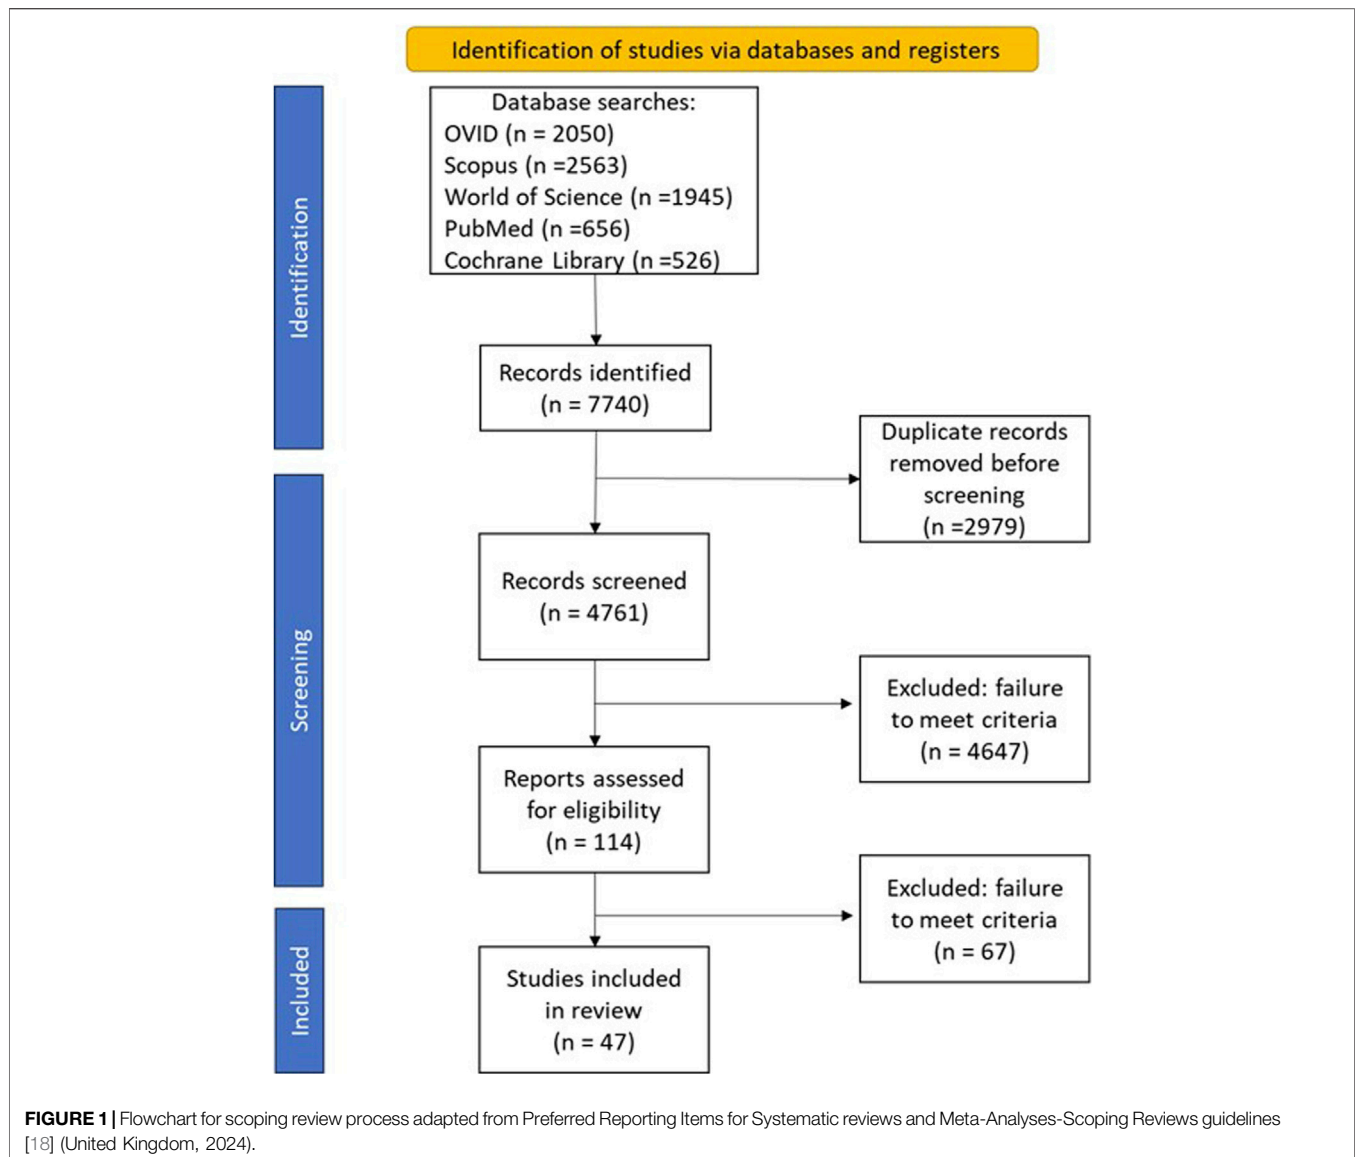 Identification of studies via databases and registers
Identification
Database searches:
OVID (n = 2050)
Scopus (n =2563)
World of Science (n =1945)
PubMed (n =656)
Cochrane Library (n =526)
Records identified
(n = 7740)
Duplicate records
removed before
screening
(n =2979)
Screening
Records screened
(n = 4761)
Excluded: failure
to meet criteria
(n = 4647)
Reports assessed
for eligibility
(n = 114)
Excluded: failure
to meet criteria
(n = 67)
Included
Studies included
in review
(n = 47)
FIGURE 1 | Flowchart for scoping review process adapted from Preferred Reporting Items for Systematic reviews and Meta-Analyses-Scoping Reviews guidelines
[18] (United Kingdom, 2024).